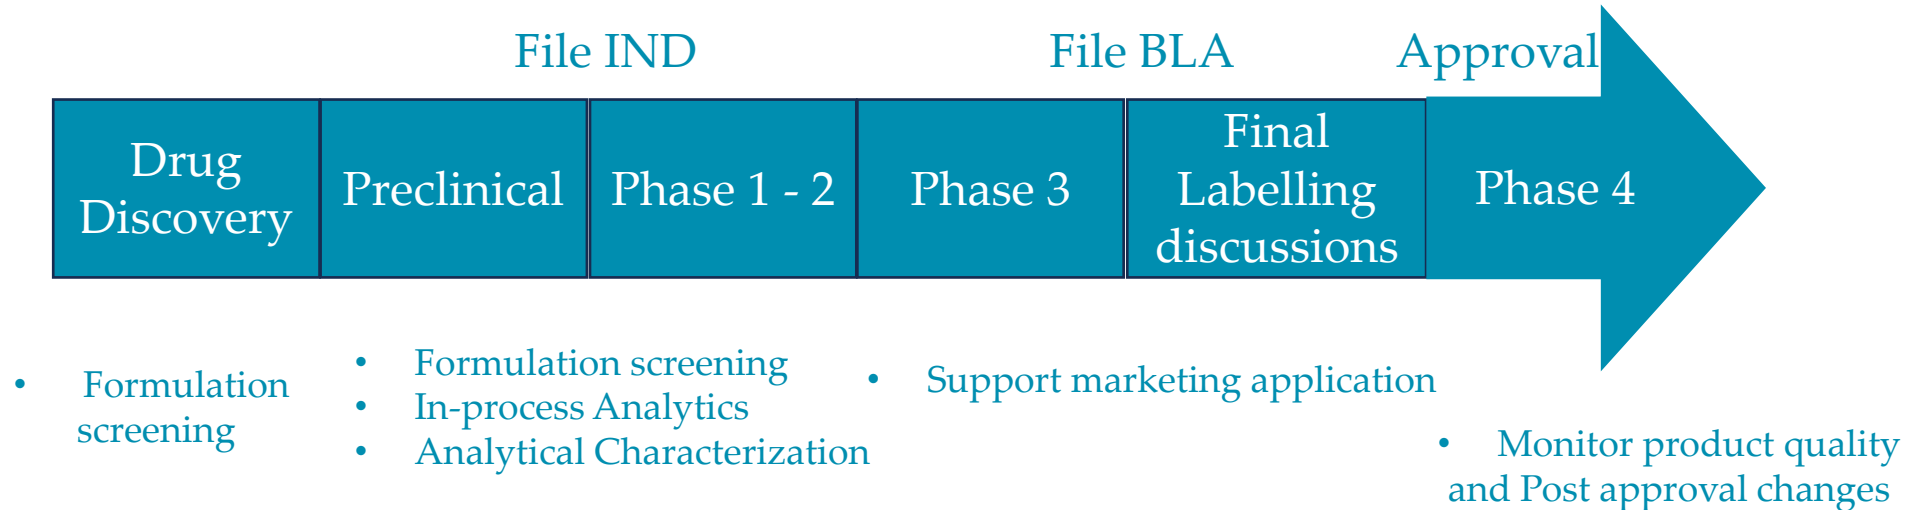 File IND
File BLA
Approval
Drug
Discovery
Preclinical
Phase 1 - 2
Phase 3
Final
Labelling
discussions
Phase 4
• Formulation
screening
• Formulation screening
• In-process Analytics
• Analytical Characterization
• Support marketing application
• Monitor product quality
and Post approval changes